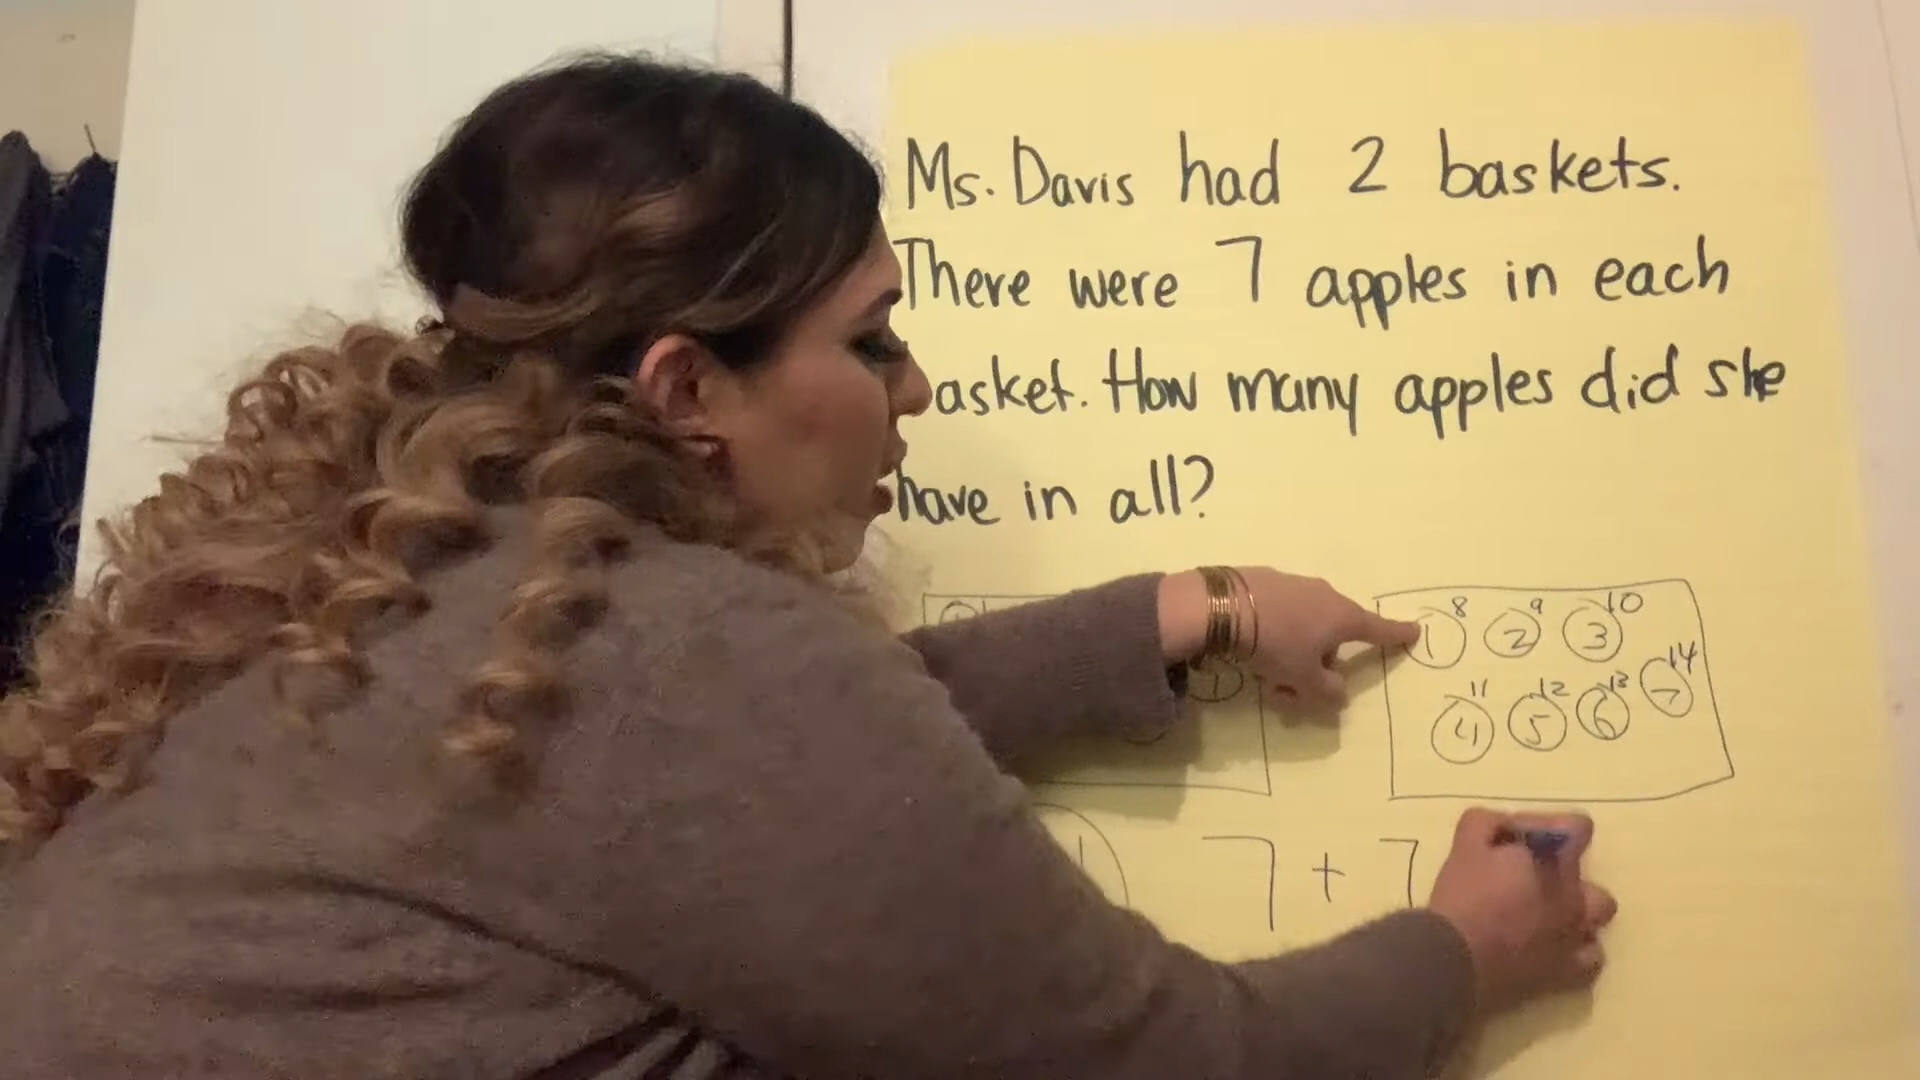 Ms. Davis had 2 baskets.
There were 7 apples in each
asket. How many apples did she
have in all?
8 9 10
1 2 3
14
11 12 13
7
4 5 6
7 + 7